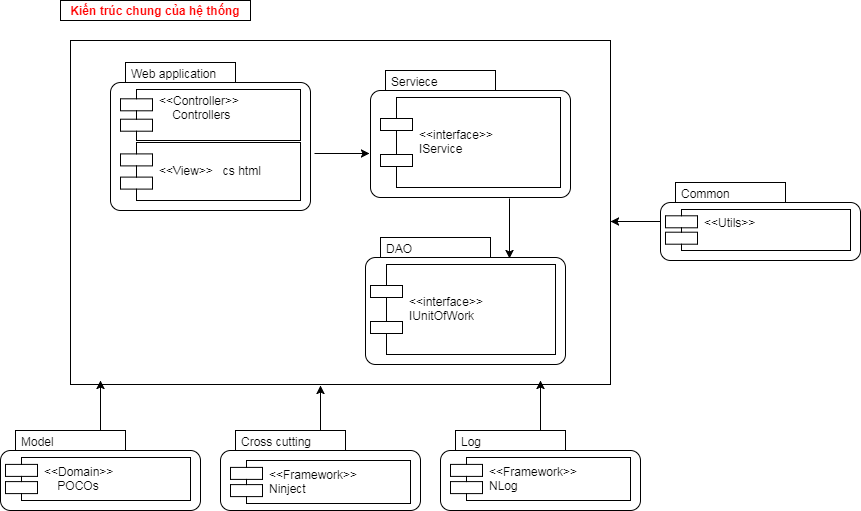 Kiến trúc chung của hệ thống
Web application
<<Controller>>
Controllers
<<View>> cs html
Serviece
<<interface>>
IService
Common
<<Utils>>
DAO
<<interface>>
IUnitOfWork
Model
<<Domain>>
POCOs
Cross cutting
<<Framework>>
Ninject
Log
<<Framework>>
NLog